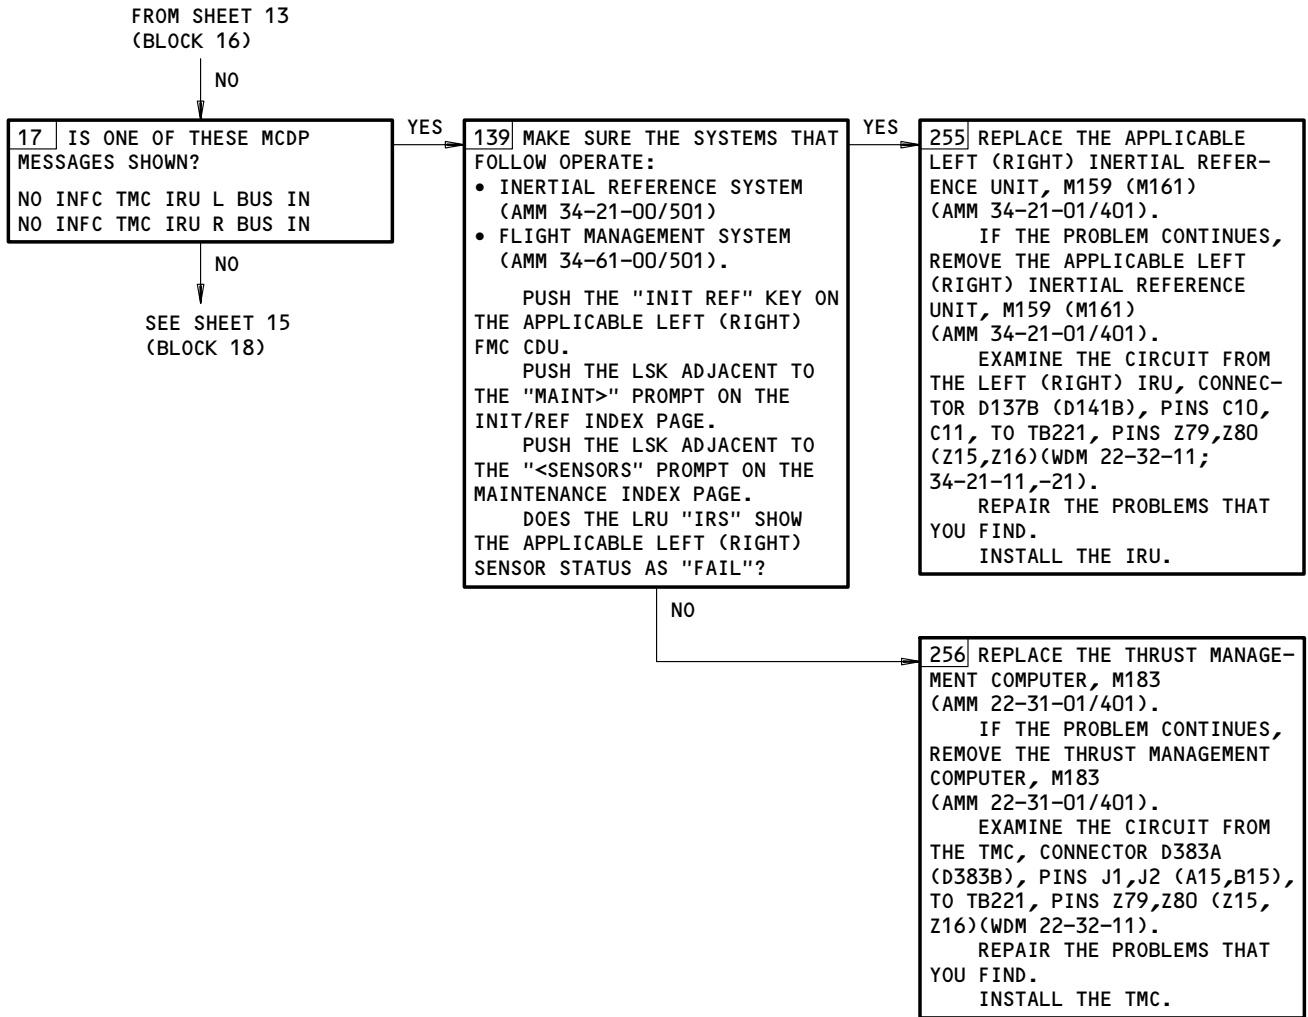 FROM SHEET 13
(BLOCK 16)
NO
17 IS ONE OF THESE MCDP
MESSAGES SHOWN?
NO INFC TMC IRU L BUS IN
NO INFC TMC IRU R BUS IN
YES
NO
SEE SHEET 15
(BLOCK 18)
139 MAKE SURE THE SYSTEMS THAT
FOLLOW OPERATE:
• INERTIAL REFERENCE SYSTEM
(AMM 34-21-00/501)
• FLIGHT MANAGEMENT SYSTEM
(AMM 34-61-00/501).
PUSH THE "INIT REF" KEY ON
THE APPLICABLE LEFT (RIGHT)
FMC CDU.
PUSH THE LSK ADJACENT TO
THE "MAINT>" PROMPT ON THE
INIT/REF INDEX PAGE.
PUSH THE LSK ADJACENT TO
THE "<SENSORS" PROMPT ON THE
MAINTENANCE INDEX PAGE.
DOES THE LRU "IRS" SHOW
THE APPLICABLE LEFT (RIGHT)
SENSOR STATUS AS "FAIL"?
YES
NO
255 REPLACE THE APPLICABLE
LEFT (RIGHT) INERTIAL REFER-
ENCE UNIT, M159 (M161)
(AMM 34-21-01/401).
IF THE PROBLEM CONTINUES,
REMOVE THE APPLICABLE LEFT
(RIGHT) INERTIAL REFERENCE
UNIT, M159 (M161)
(AMM 34-21-01/401).
EXAMINE THE CIRCUIT FROM
THE LEFT (RIGHT) IRU, CONNEC-
TOR D137B (D141B), PINS C10,
C11, TO TB221, PINS Z79,Z80
(Z15,Z16)(WDM 22-32-11;
34-21-11,-21).
REPAIR THE PROBLEMS THAT
YOU FIND.
INSTALL THE IRU.
256 REPLACE THE THRUST MANAGE-
MENT COMPUTER, M183
(AMM 22-31-01/401).
IF THE PROBLEM CONTINUES,
REMOVE THE THRUST MANAGEMENT
COMPUTER, M183
(AMM 22-31-01/401).
EXAMINE THE CIRCUIT FROM
THE TMC, CONNECTOR D383A
(D383B), PINS J1,J2 (A15,B15),
TO TB221, PINS Z79,Z80 (Z15,
Z16)(WDM 22-32-11).
REPAIR THE PROBLEMS THAT
YOU FIND.
INSTALL THE TMC.